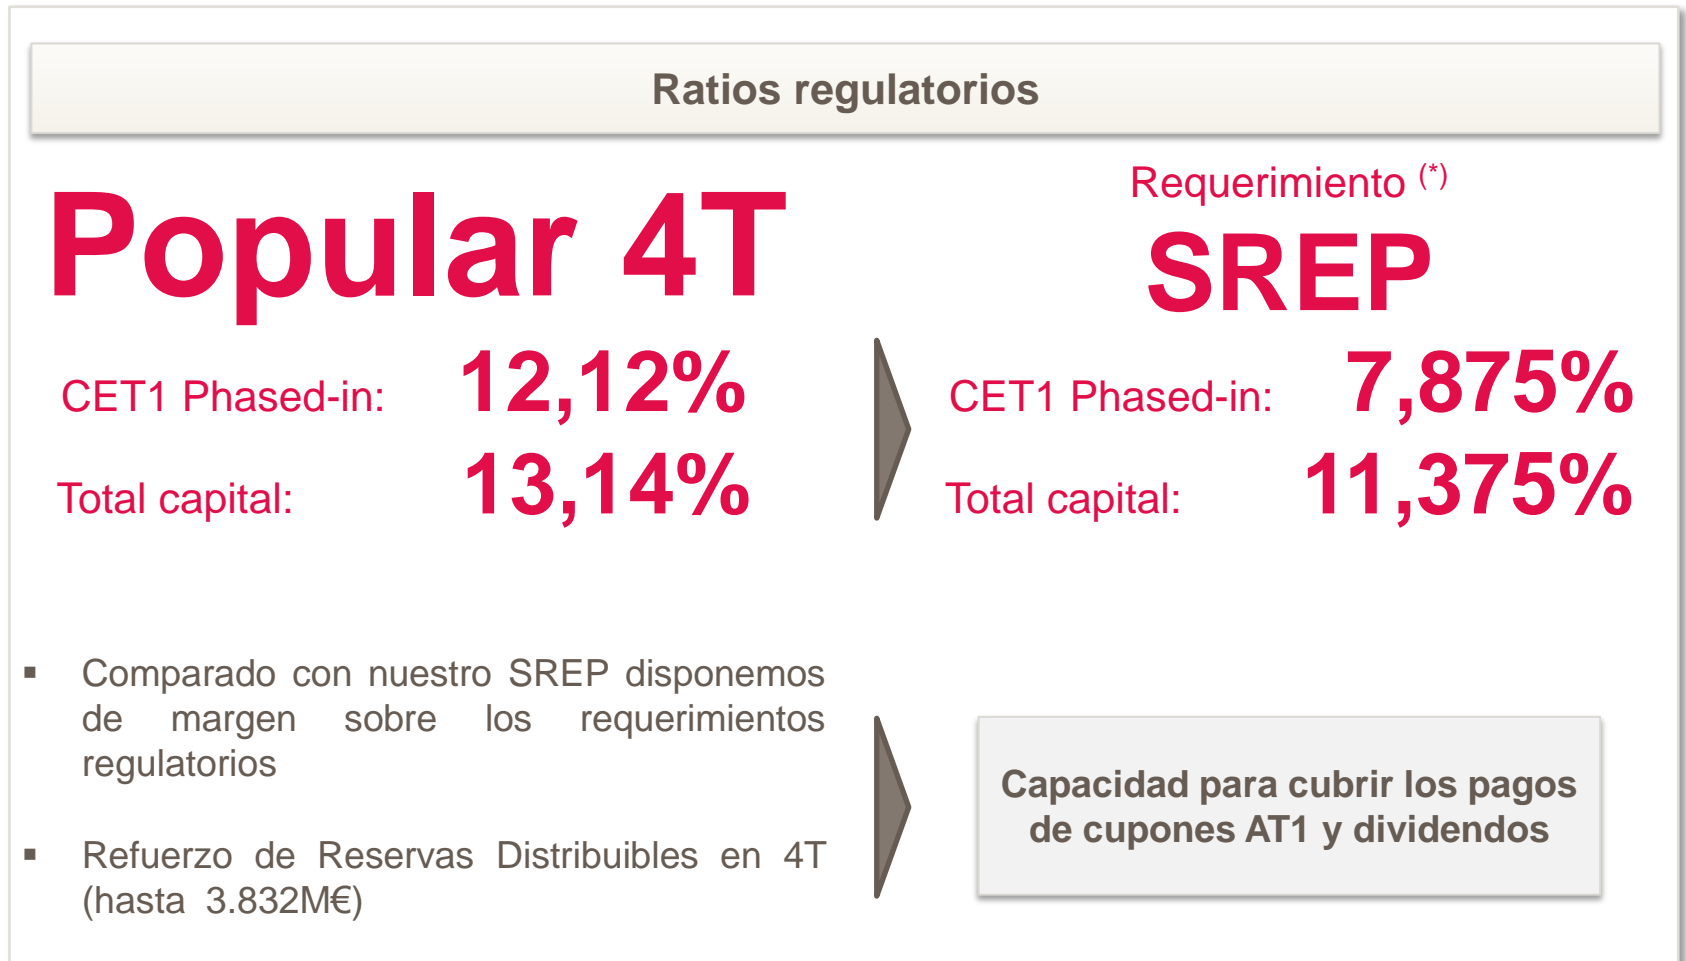 Ratios regulatorios
Popular 4T
CET1 Phased-in: 12,12%
Total capital: 13,14%
Requerimiento (*)
SREP
CET1 Phased-in: 7,875%
Total capital: 11,375%
▪ Comparado con nuestro SREP disponemos
de margen sobre los requerimientos
regulatorios
▪ Refuerzo de Reservas Distribuibles en 4T
(hasta 3.832M€)
Capacidad para cubrir los pagos
de cupones AT1 y dividendos